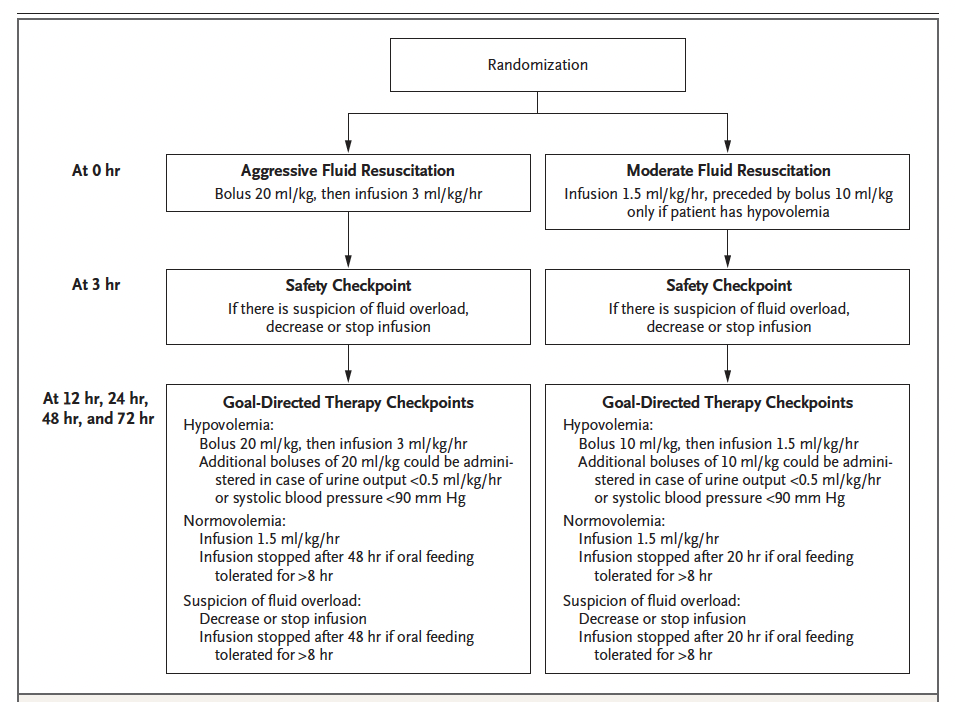 Randomization
At 0 hr
Aggressive Fluid Resuscitation
Bolus 20 ml/kg, then infusion 3 ml/kg/hr
Moderate Fluid Resuscitation
Infusion 1.5 ml/kg/hr, preceded by bolus 10 ml/kg
only if patient has hypovolemia
At 3 hr
Safety Checkpoint
If there is suspicion of fluid overload,
decrease or stop infusion
Safety Checkpoint
If there is suspicion of fluid overload,
decrease or stop infusion
At 12 hr, 24 hr,
48 hr, and 72 hr
Goal-Directed Therapy Checkpoints
Hypovolemia:
Bolus 20 ml/kg, then infusion 3 ml/kg/hr
Additional boluses of 20 ml/kg could be admini-
stered in case of urine output <0.5 ml/kg/hr
or systolic blood pressure <90 mm Hg
Normovolemia:
Infusion 1.5 ml/kg/hr
Infusion stopped after 48 hr if oral feeding
tolerated for >8 hr
Suspicion of fluid overload:
Decrease or stop infusion
Infusion stopped after 48 hr if oral feeding
tolerated for >8 hr
Goal-Directed Therapy Checkpoints
Hypovolemia:
Bolus 10 ml/kg, then infusion 1.5 ml/kg/hr
Additional boluses of 10 ml/kg could be admini-
stered in case of urine output <0.5 ml/kg/hr
or systolic blood pressure <90 mm Hg
Normovolemia:
Infusion 1.5 ml/kg/hr
Infusion stopped after 20 hr if oral feeding
tolerated for >8 hr
Suspicion of fluid overload:
Decrease or stop infusion
Infusion stopped after 20 hr if oral feeding
tolerated for >8 hr